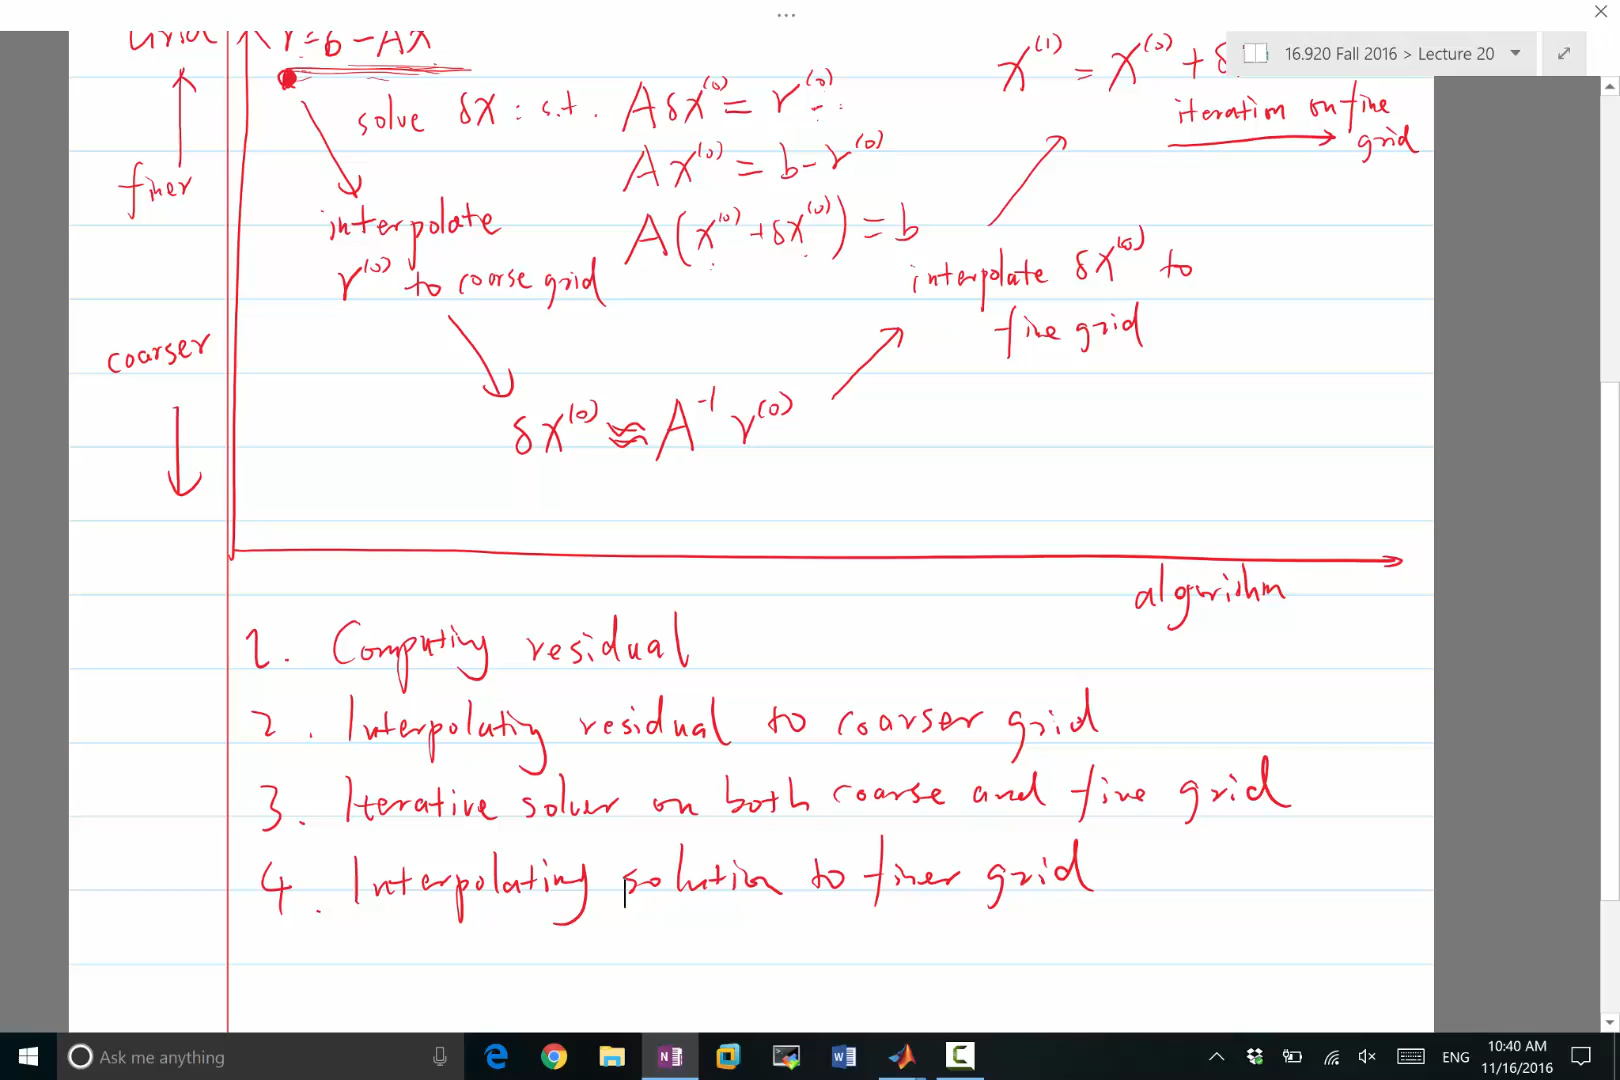 r = b - Ax
x^(1) = x^(0) + δ
16.920 Fall 2016 > Lecture 20
solve δx : s.t. Aδx^(0) = r^(0)
iteration on fine grid
Ax^(0) = b - r^(0)
finer
interpolate
r^(0) to coarse grid
A(x^(0) + δx^(0)) = b
interpolate δx^(0) to
fine grid
coarser
δx^(0) ≈ A^-1 r^(0)
algorithm
1. Computing residual
2. Interpolating residual to coarser grid
3. Iterative solver on both coarse and fine grid
4. Interpolating solution to finer grid
Ask me anything
ENG
10:40 AM
11/16/2016